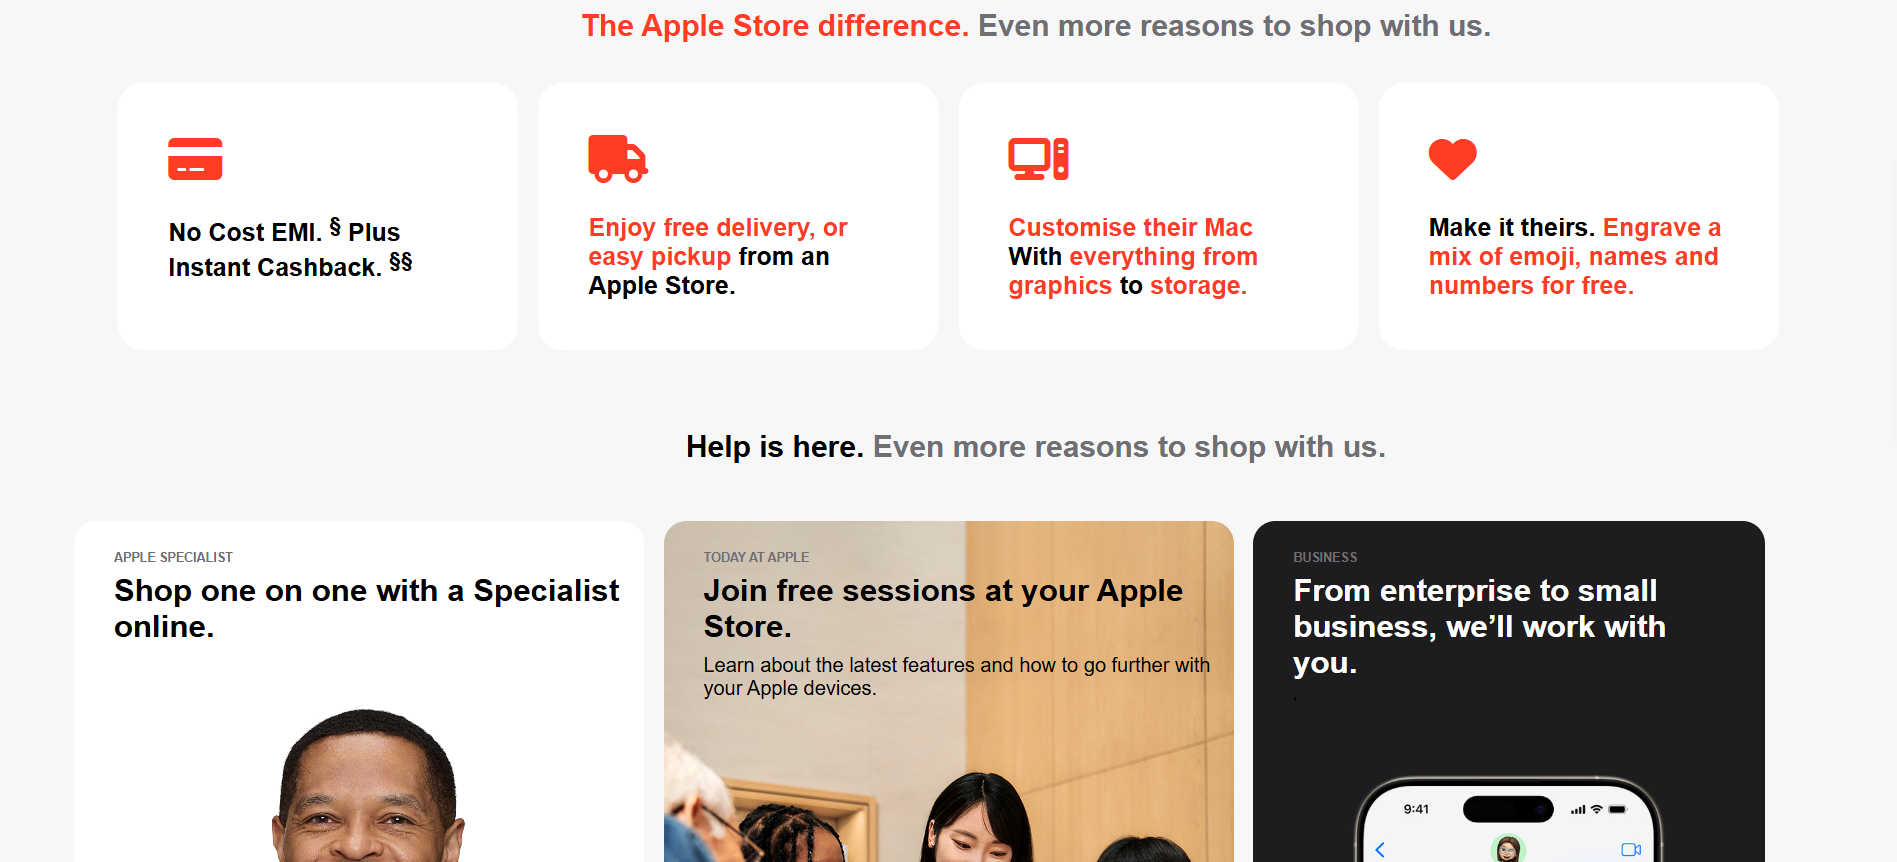 The Apple Store difference. Even more reasons to shop with us.
No Cost EMI. § Plus
Instant Cashback. §§
Enjoy free delivery, or
easy pickup from an
Apple Store.
Customise their Mac
With everything from
graphics to storage.
Make it theirs. Engrave a
mix of emoji, names and
numbers for free.
Help is here. Even more reasons to shop with us.
APPLE SPECIALIST
Shop one on one with a Specialist
online.
TODAY AT APPLE
Join free sessions at your Apple
Store.
Learn about the latest features and how to go further with
your Apple devices.
BUSINESS
From enterprise to small
business, we’ll work with
you.
9:41